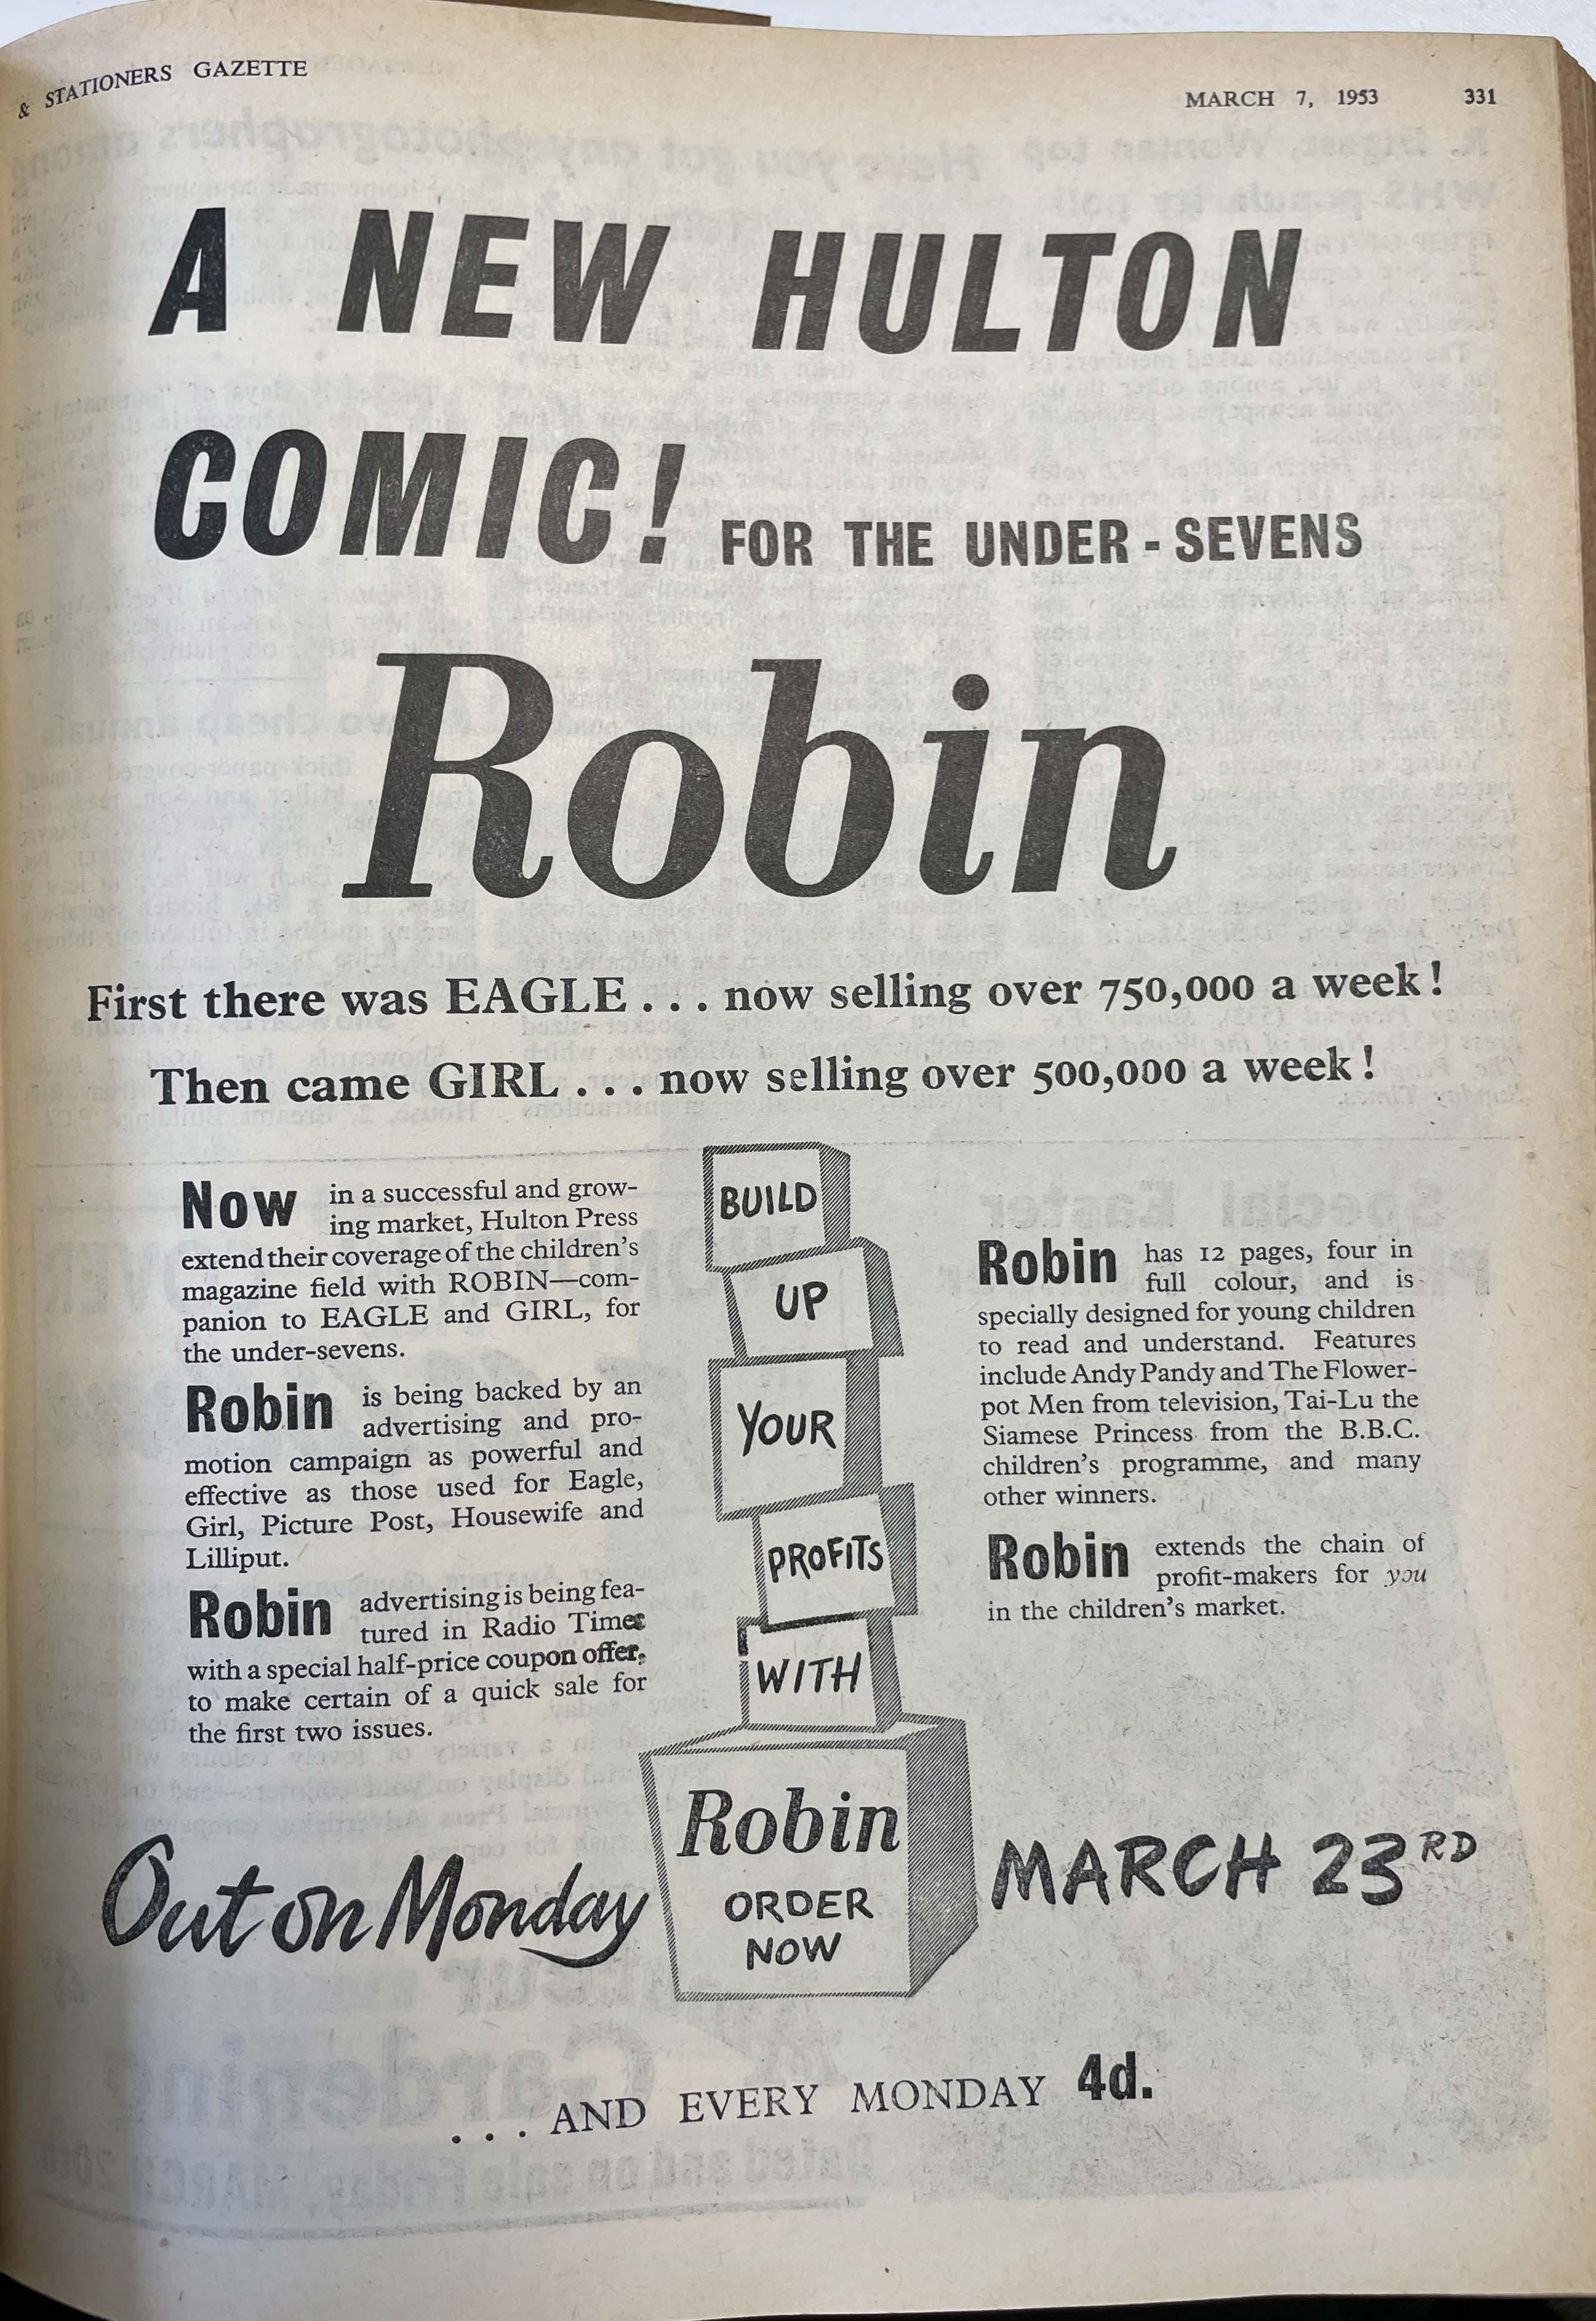 & STATIONERS GAZETTE
MARCH 7, 1953 331
A NEW HULTON
COMIC! FOR THE UNDER-SEVENS
Robin
First there was EAGLE . . . now selling over 750,000 a week!
Then came GIRL . . . now selling over 500,000 a week!
Now in a successful and grow-
ing market, Hulton Press
extend their coverage of the children's
magazine field with ROBIN—com-
panion to EAGLE and GIRL, for
the under-sevens.
Robin is being backed by an
advertising and pro-
motion campaign as powerful and
effective as those used for Eagle,
Girl, Picture Post, Housewife and
Lilliput.
Robin advertising is being fea-
tured in Radio Times
with a special half-price coupon offer,
to make certain of a quick sale for
the first two issues.
BUILD
UP
YOUR
PROFITS
WITH
Robin
ORDER
NOW
Robin has 12 pages, four in
full colour, and is
specially designed for young children
to read and understand. Features
include Andy Pandy and The Flower-
pot Men from television, Tai-Lu the
Siamese Princess from the B.B.C.
children's programme, and many
other winners.
Robin extends the chain of
profit-makers for you
in the children's market.
Out on Monday MARCH 23RD
. . . AND EVERY MONDAY 4d.